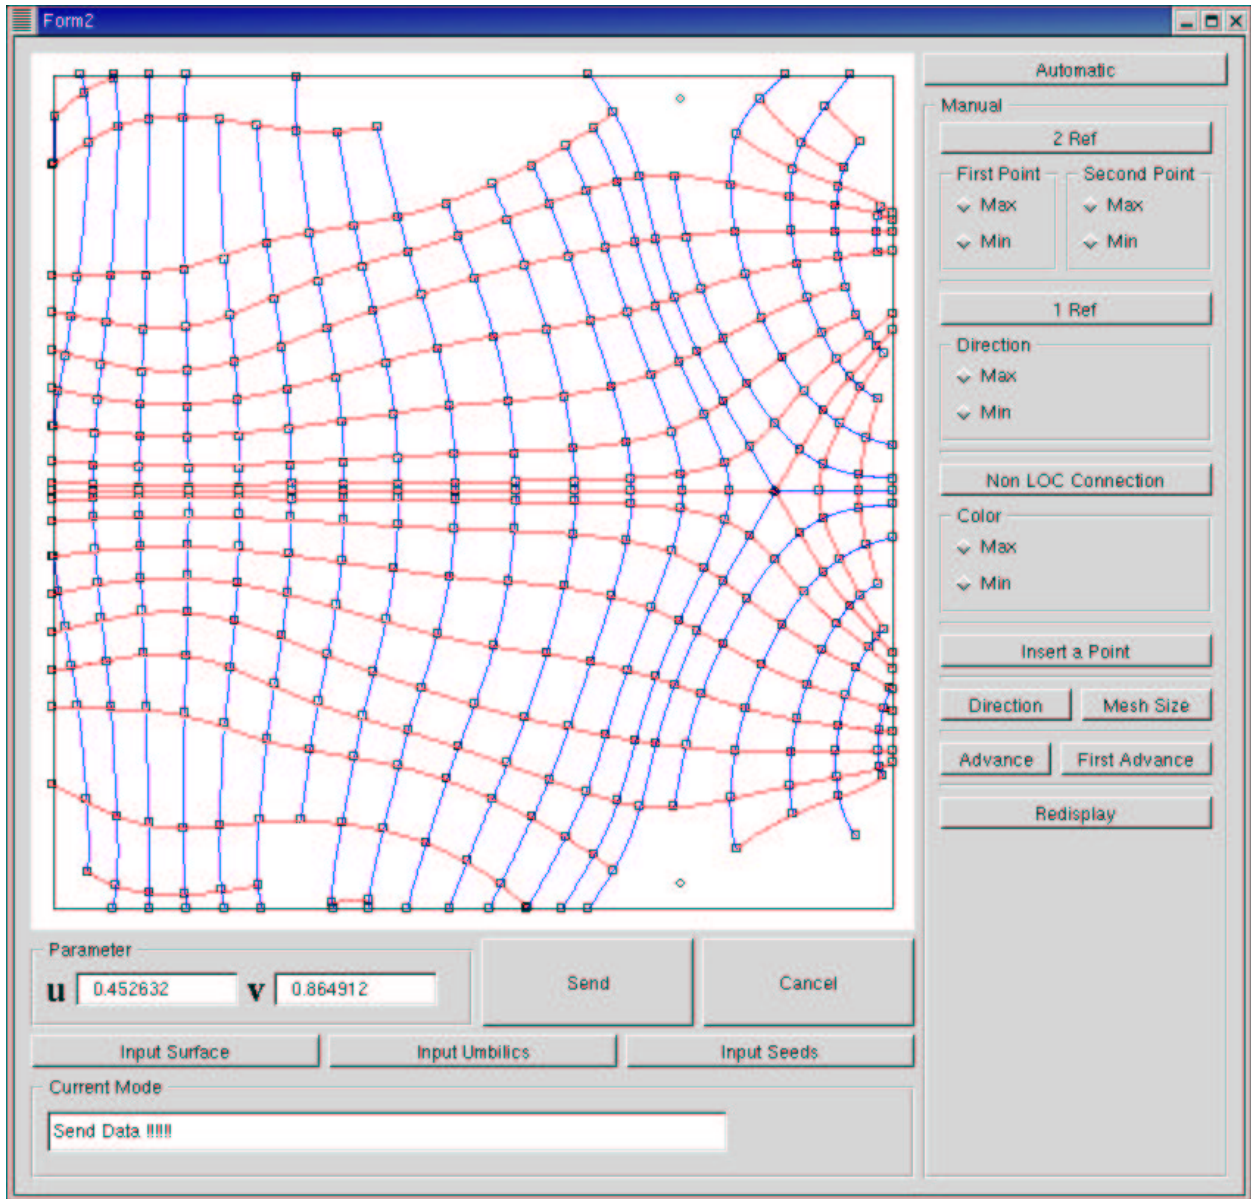 Form2
Automatic
Manual
2 Ref
First Point
Second Point
Max
Max
Min
Min
1 Ref
Direction
Max
Min
Non LOC Connection
Color
Max
Min
Insert a Point
Direction
Mesh Size
Advance
First Advance
Redisplay
Parameter
u 0.452632 v 0.864912
Send
Cancel
Input Surface
Input Umbilics
Input Seeds
Current Mode
Send Data !!!!!!